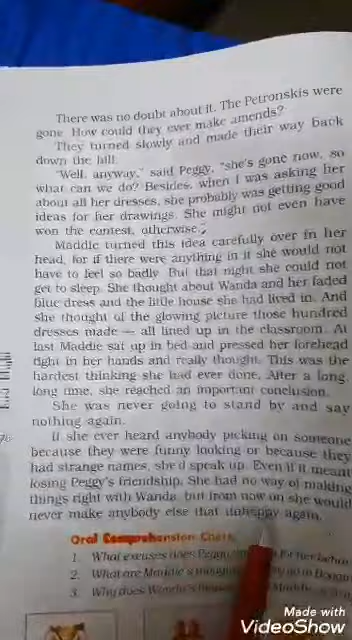 There was no doubt about it. The Petronskis were
gone. How could they ever make amends?
They turned slowly and made their way back
down the hill.
"Well, anyway," said Peggy, "she's gone now, so
what can we do? Besides, when I was asking her
about all her dresses, she probably was getting good
ideas for her drawings. She might not even have
won the contest, otherwise."
Maddie turned this idea carefully over in her
head, for if there were anything in it she would not
have to feel so badly. But that night she could not
get to sleep. She thought about Wanda and her faded
blue dress and the little house she had lived in. And
she thought of the glowing picture those hundred
dresses made — all lined up in the classroom. At
last Maddie sat up in bed and pressed her forehead
tight in her hands and really thought. This was the
hardest thinking she had ever done. After a long,
long time, she reached an important conclusion.
She was never going to stand by and say
nothing again.
If she ever heard anybody picking on someone
because they were funny looking or because they
had strange names, she'd speak up. Even if it meant
losing Peggy's friendship. She had no way of making
things right with Wanda, but from now on she would
never make anybody else that unhappy again.
Oral Comprehension Check
1. What excuses does Peggy for her
2. What are Maddie's
3. Why does Wanda's
Made with
VideoShow